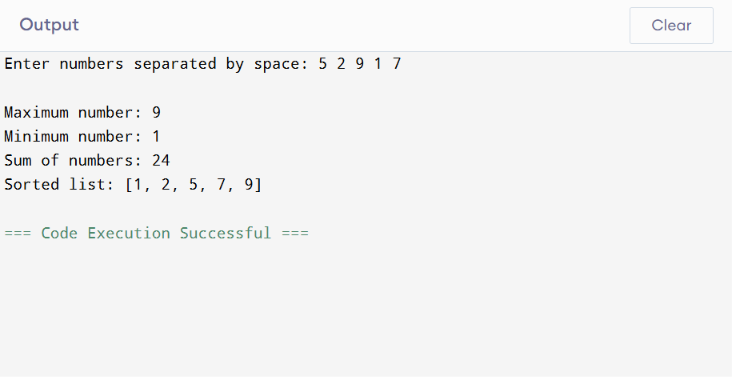 Output
Clear
Enter numbers separated by space: 5 2 9 1 7
Maximum number: 9
Minimum number: 1
Sum of numbers: 24
Sorted list: [1, 2, 5, 7, 9]
=== Code Execution Successful ===